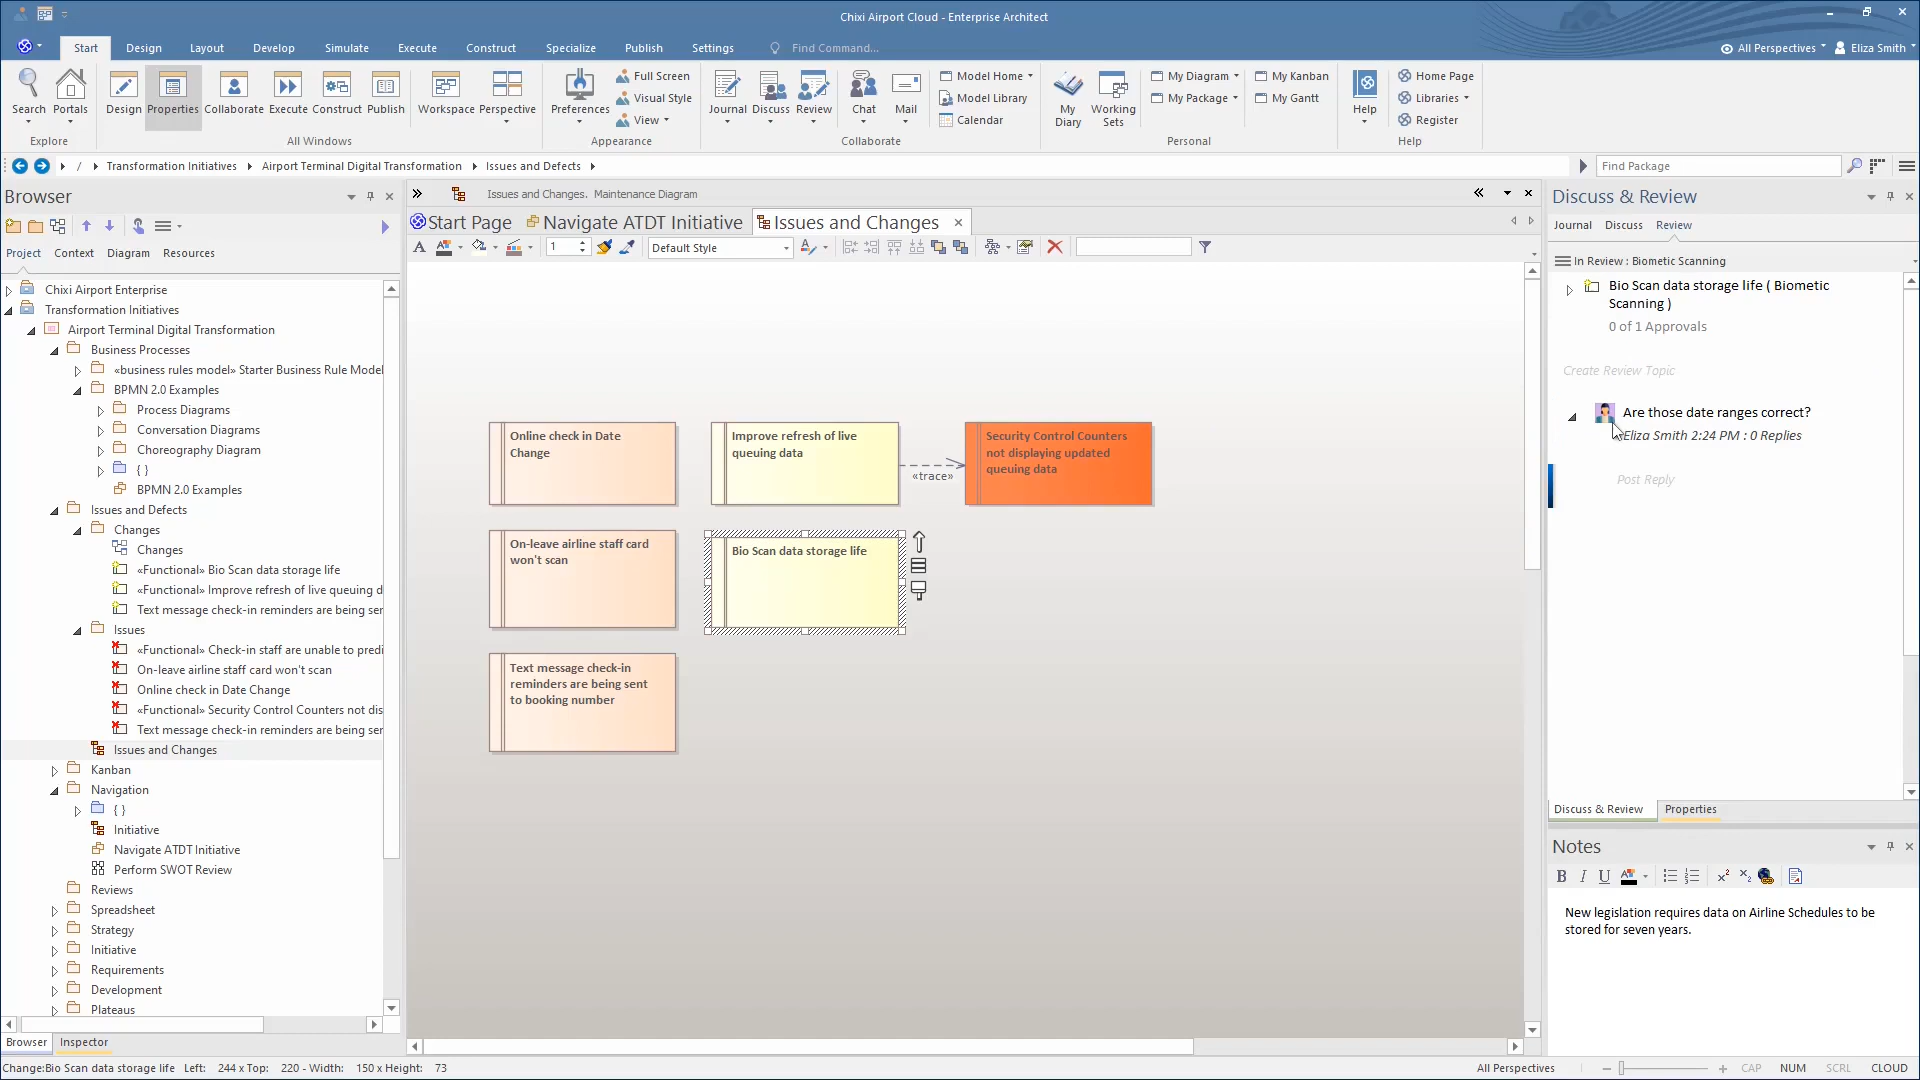 Chixi Airport Cloud - Enterprise Architect
Start Design Layout Develop Simulate Execute Construct Specialize Publish Settings Find Command... All Perspectives Eliza Smith
Search Portals Design Properties Collaborate Execute Construct Publish Workspace Perspective Preferences Full Screen Journal Discuss Review Chat Mail Model Home My Diary Working Sets My Diagram My Kanban Help Home Page
Visual Style Model Library My Package My Gantt Libraries
View Calendar Register
Explore All Windows Appearance Collaborate Personal Help
/ Transformation Initiatives Airport Terminal Digital Transformation Issues and Defects Find Package
Browser
Project Context Diagram Resources
Chixi Airport Enterprise
Transformation Initiatives
Airport Terminal Digital Transformation
Business Processes
«business rules model» Starter Business Rule Model
BPMN 2.0 Examples
Process Diagrams
Conversation Diagrams
Choreography Diagram
{ }
BPMN 2.0 Examples
Issues and Defects
Changes
Changes
«Functional» Bio Scan data storage life
«Functional» Improve refresh of live queuing d
Text message check-in reminders are being ser
Issues
«Functional» Check-in staff are unable to predi
On-leave airline staff card won't scan
Online check in Date Change
«Functional» Security Control Counters not dis
Text message check-in reminders are being ser
Issues and Changes
Kanban
Navigation
{ }
Initiative
Navigate ATDT Initiative
Perform SWOT Review
Reviews
Spreadsheet
Strategy
Initiative
Requirements
Development
Plateaus
Browser Inspector
Issues and Changes. Maintenance Diagram
Start Page Navigate ATDT Initiative Issues and Changes
1 Default Style
Online check in Date
Change
Improve refresh of live
queuing data
«trace»
Security Control Counters
not displaying updated
queuing data
On-leave airline staff card
won't scan
Bio Scan data storage life
Text message check-in
reminders are being sent
to booking number
Discuss & Review
Journal Discuss Review
In Review : Biometic Scanning
Bio Scan data storage life ( Biometic
Scanning )
0 of 1 Approvals
Create Review Topic
Are those date ranges correct?
Eliza Smith 2:24 PM : 0 Replies
Post Reply
Discuss & Review Properties
Notes
B I U
New legislation requires data on Airline Schedules to be
stored for seven years.
Change:Bio Scan data storage life Left: 244 x Top: 220 - Width: 150 x Height: 73 All Perspectives CAP NUM SCRL CLOUD